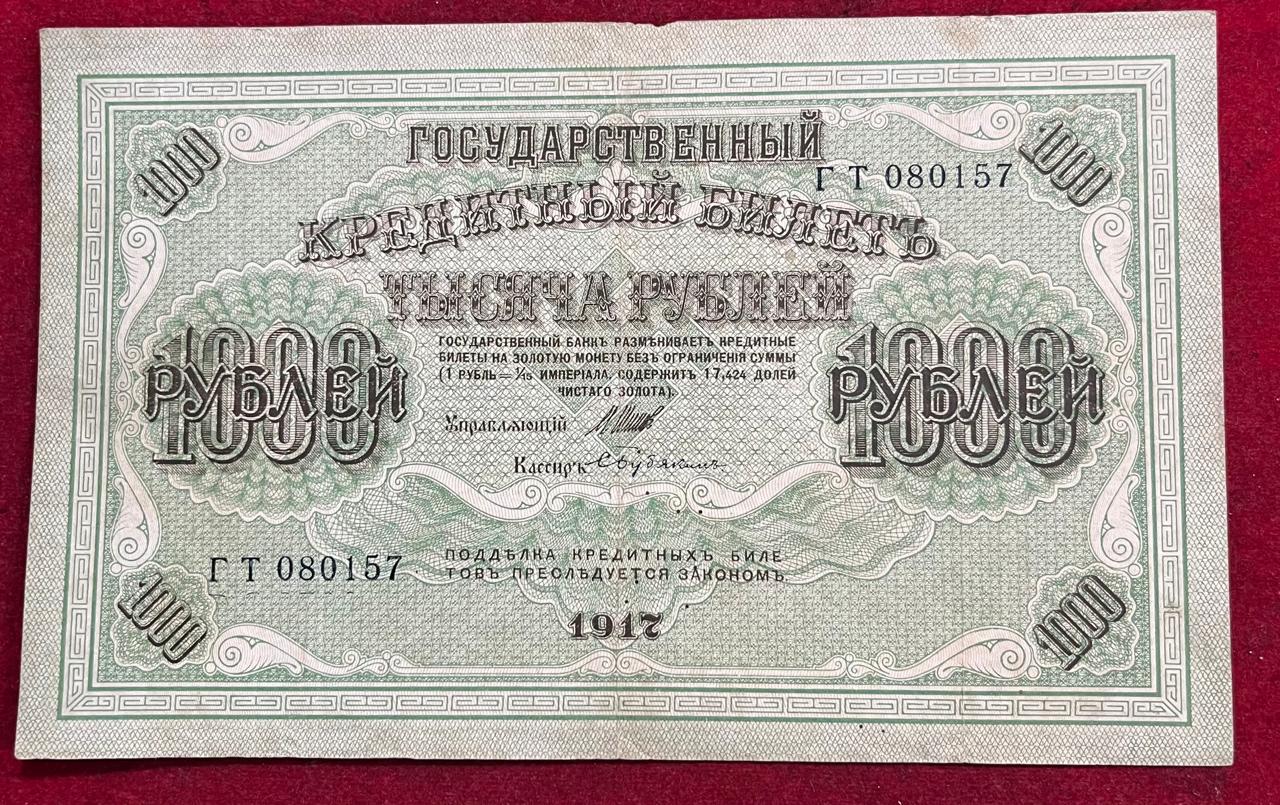 1000
1000
ГОСУДАРСТВЕННЫЙ
ГТ 080157
КРЕДИТНЫЙ БИЛЕТЪ
ТЫСЯЧА РУБЛЕЙ
1000
РУБЛЕЙ
ГОСУДАРСТВЕННЫЙ БАНКЪ РАЗМѢНИВАЕТЪ КРЕДИТНЫЕ
БИЛЕТЫ НА ЗОЛОТУЮ МОНЕТУ БЕЗЪ ОГРАНИЧЕНІЯ СУММЫ
(1 РУБЛЬ — 1/15 ИМПЕРІАЛА, СОДЕРЖИТЪ 17,424 ДОЛЕЙ
ЧИСТАГО ЗОЛОТА).
1000
РУБЛЕЙ
Управляющій
Кассиръ
ГТ 080157
ПОДДѢЛКА КРЕДИТНЫХЪ БИЛЕ
ТОВЪ ПРЕСЛѢДУЕТСЯ ЗАКОНОМЪ.
1917
1000
1000